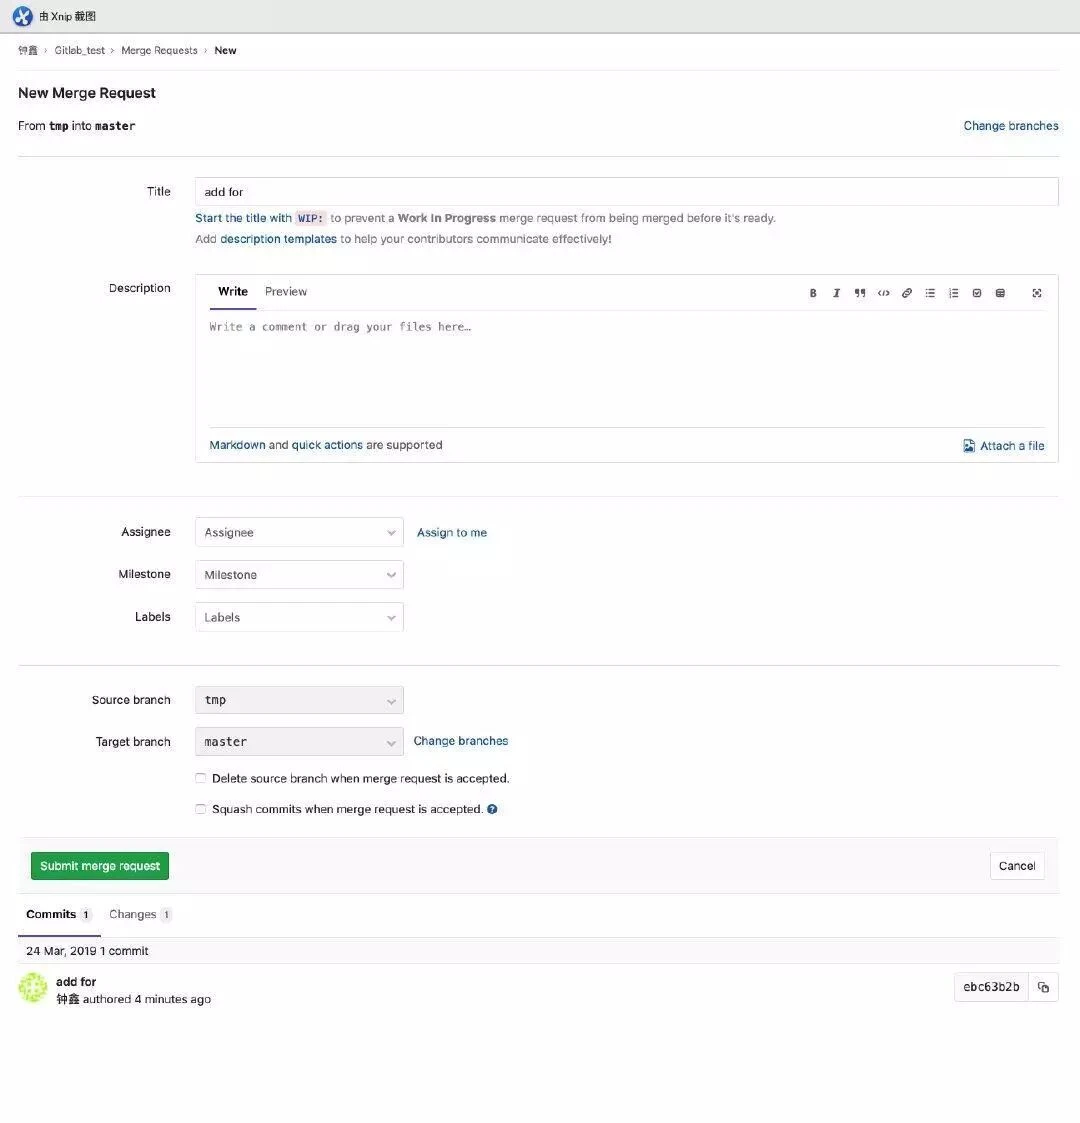 由 Xnip 截图
钟鑫 › Gitlab_test › Merge Requests › New
New Merge Request
From tmp into master
Change branches
Title
add for
Start the title with WIP: to prevent a Work In Progress merge request from being merged before it's ready.
Add description templates to help your contributors communicate effectively!
Description
Write Preview
Write a comment or drag your files here…
Markdown and quick actions are supported
Attach a file
Assignee
Assignee
Assign to me
Milestone
Milestone
Labels
Labels
Source branch
tmp
Target branch
master
Change branches
Delete source branch when merge request is accepted.
Squash commits when merge request is accepted.
Submit merge request
Cancel
Commits 1 Changes 1
24 Mar, 2019 1 commit
add for
钟鑫 authored 4 minutes ago
ebc63b2b